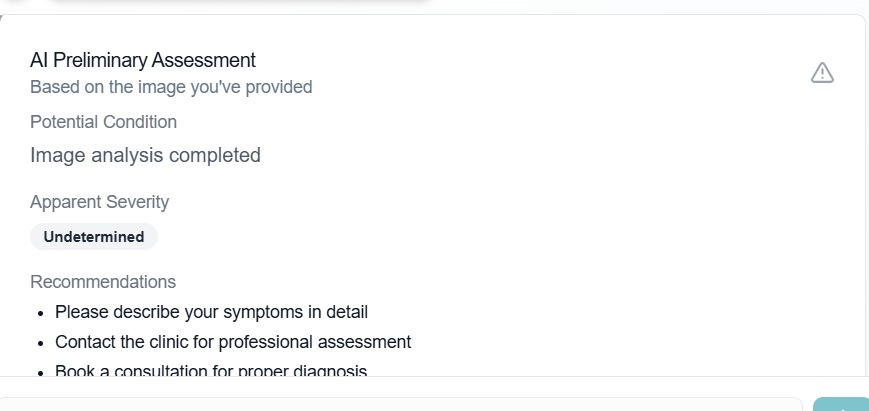 AI Preliminary Assessment
Based on the image you've provided
Potential Condition
Image analysis completed
Apparent Severity
Undetermined
Recommendations
• Please describe your symptoms in detail
• Contact the clinic for professional assessment
• Book a consultation for proper diagnosis